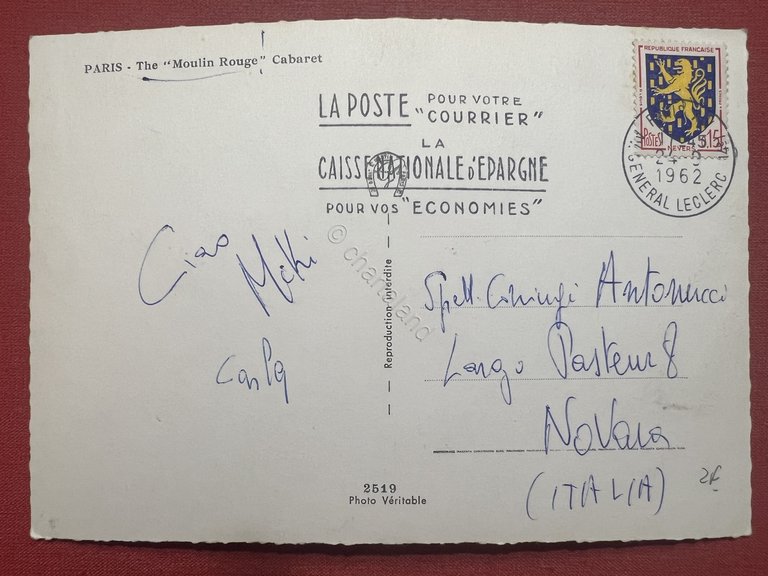 PARIS - The "Moulin Rouge" Cabaret
LA POSTE POUR VOTRE "COURRIER"
LA
CAISSE NATIONALE D'EPARGNE
POUR VOS "ECONOMIES"
REPUBLIQUE FRANÇAISE
POSTES
0.15F
NEVERS
1962
GENERAL LECLERC
Ciao
Miki
Carla
© chartaland
Reproduction interdite
Spett. Coniugi Antonucci
Largo Pasteur 8
Novara
(ITALIA)
2519
Photo Véritable